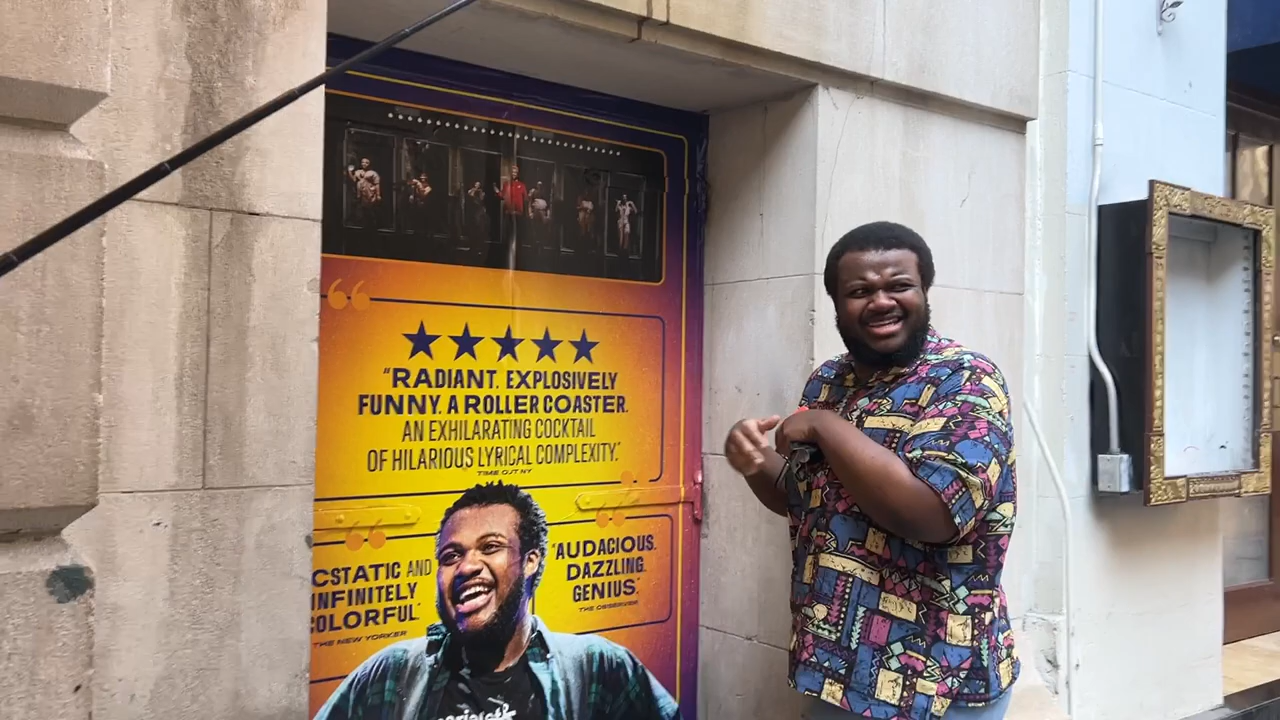 "RADIANT. EXPLOSIVELY
FUNNY. A ROLLER COASTER.
AN EXHILARATING COCKTAIL
OF HILARIOUS LYRICAL COMPLEXITY."
TIME OUT NY
CSTATIC AND
INFINITELY
COLORFUL"
THE NEW YORKER
"AUDACIOUS.
DAZZLING.
GENIUS."
THE OBSERVER